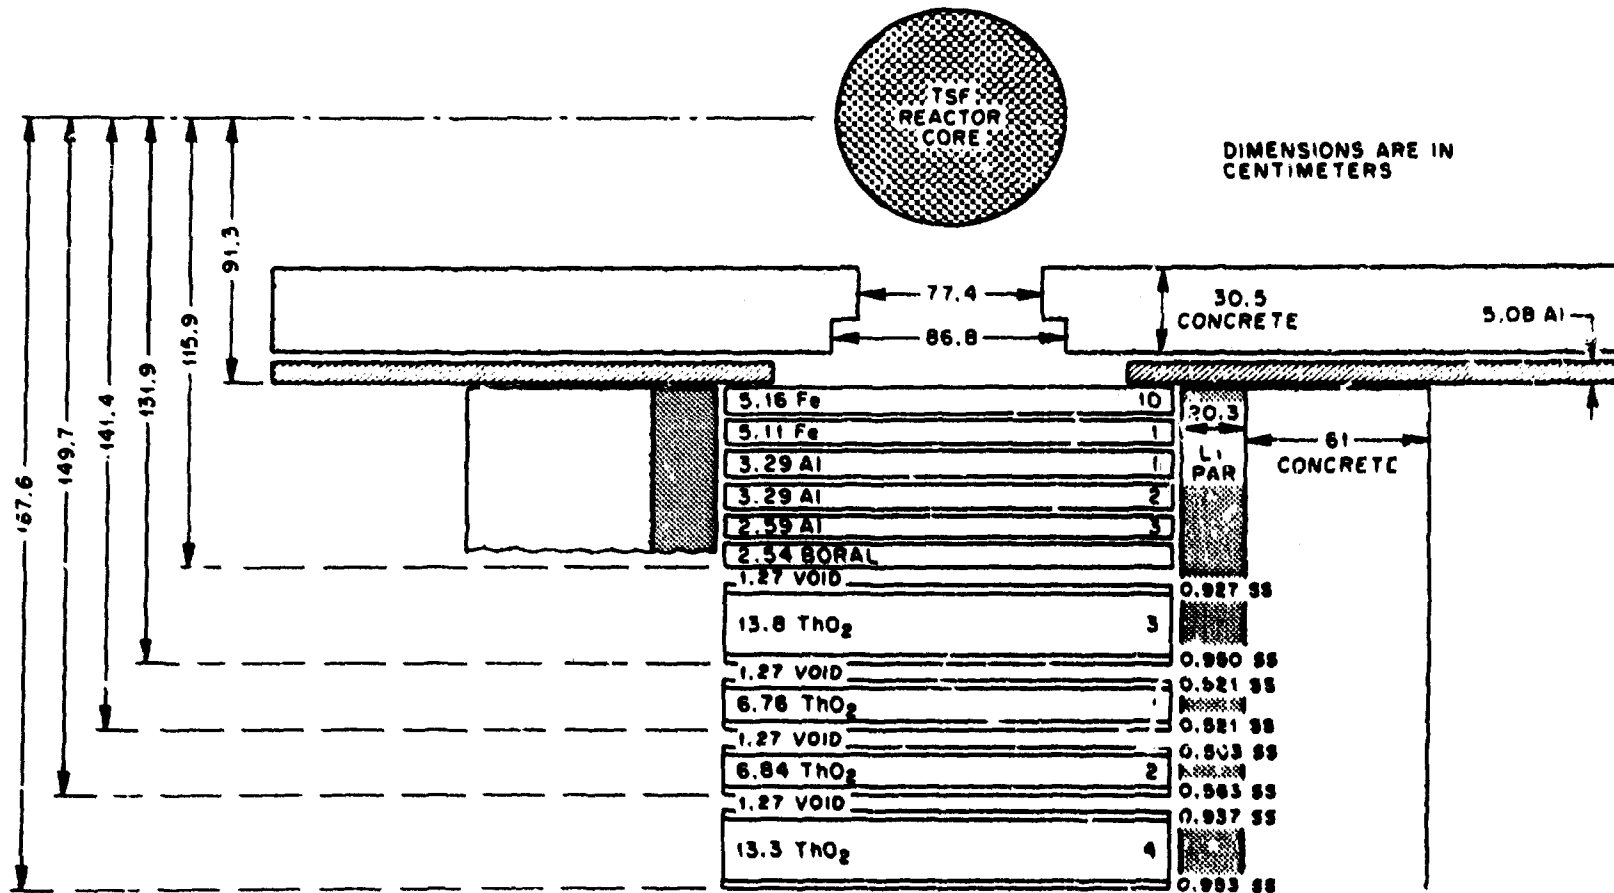 TSF
REACTOR
CORE
DIMENSIONS ARE IN
CENTIMETERS
91.3
115.9
131.9
141.4
149.7
167.6
77.4
86.8
30.5
CONCRETE
5.08 Al
5.16 Fe 10
5.11 Fe 1
3.29 Al 1
3.29 Al 2
2.59 Al 3
2.54 BORAL
20.3
Li
PAR
61
CONCRETE
1.27 VOID
0.927 SS
13.8 ThO₂ 3
1.27 VOID
SS
0.521 SS
6.76 ThO₂
0.521 SS
1.27 VOID
SS
6.84 ThO₂ 2
0.563 SS
1.27 VOID
0.937 SS
13.3 ThO₂ 4
SS